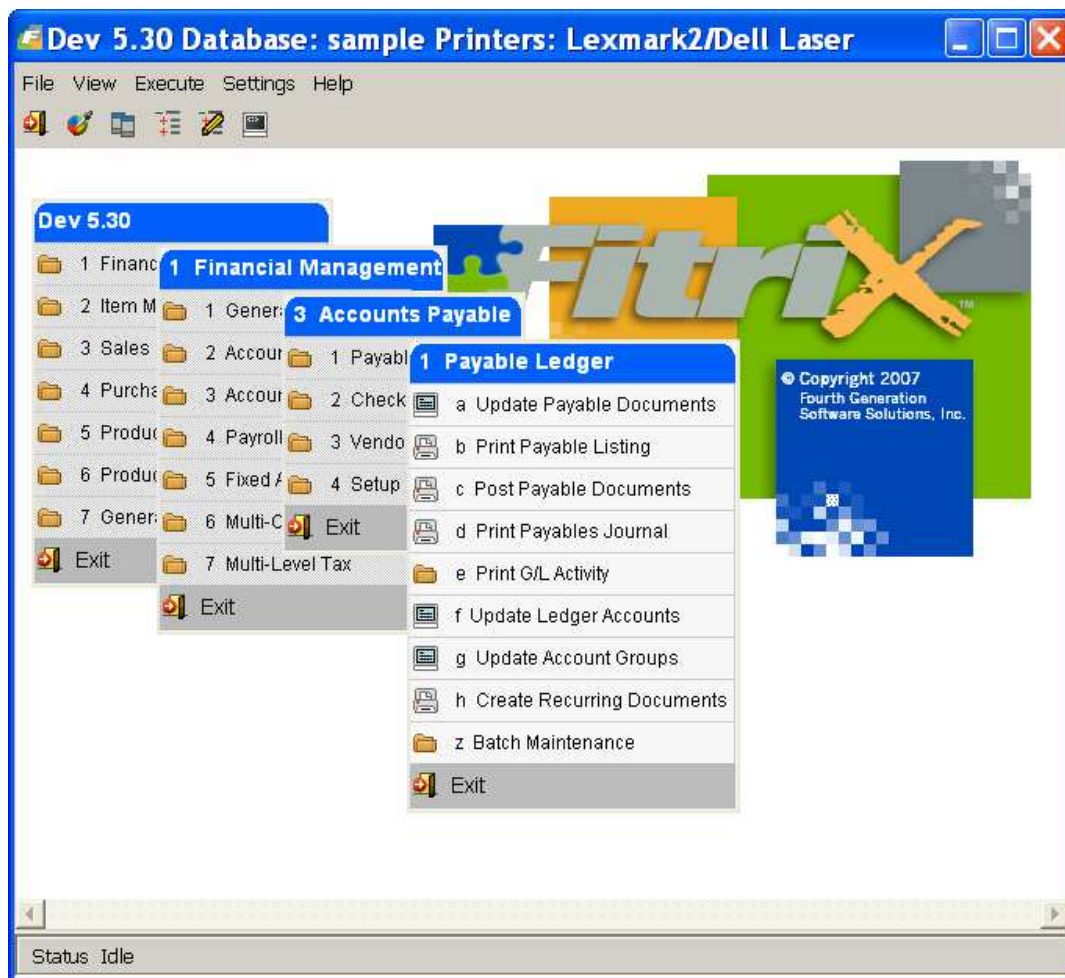 Dev 5.30 Database: sample Printers: Lexmark2/Dell Laser
File View Execute Settings Help
Dev 5.30
1 Financ
2 Item M
3 Sales
4 Purcha
5 Produc
6 Produc
7 Gener
Exit
1 Financial Management
1 Gener
2 Accour
3 Accour
4 Payroll
5 Fixed
6 Multi-C
7 Multi-Level Tax
Exit
3 Accounts Payable
1 Payabl
2 Check
3 Vendo
4 Setup
Exit
1 Payable Ledger
a Update Payable Documents
b Print Payable Listing
c Post Payable Documents
d Print Payables Journal
e Print G/L Activity
f Update Ledger Accounts
g Update Account Groups
h Create Recurring Documents
z Batch Maintenance
Exit
FitriX™
© Copyright 2007
Fourth Generation
Software Solutions, Inc.
Status Idle